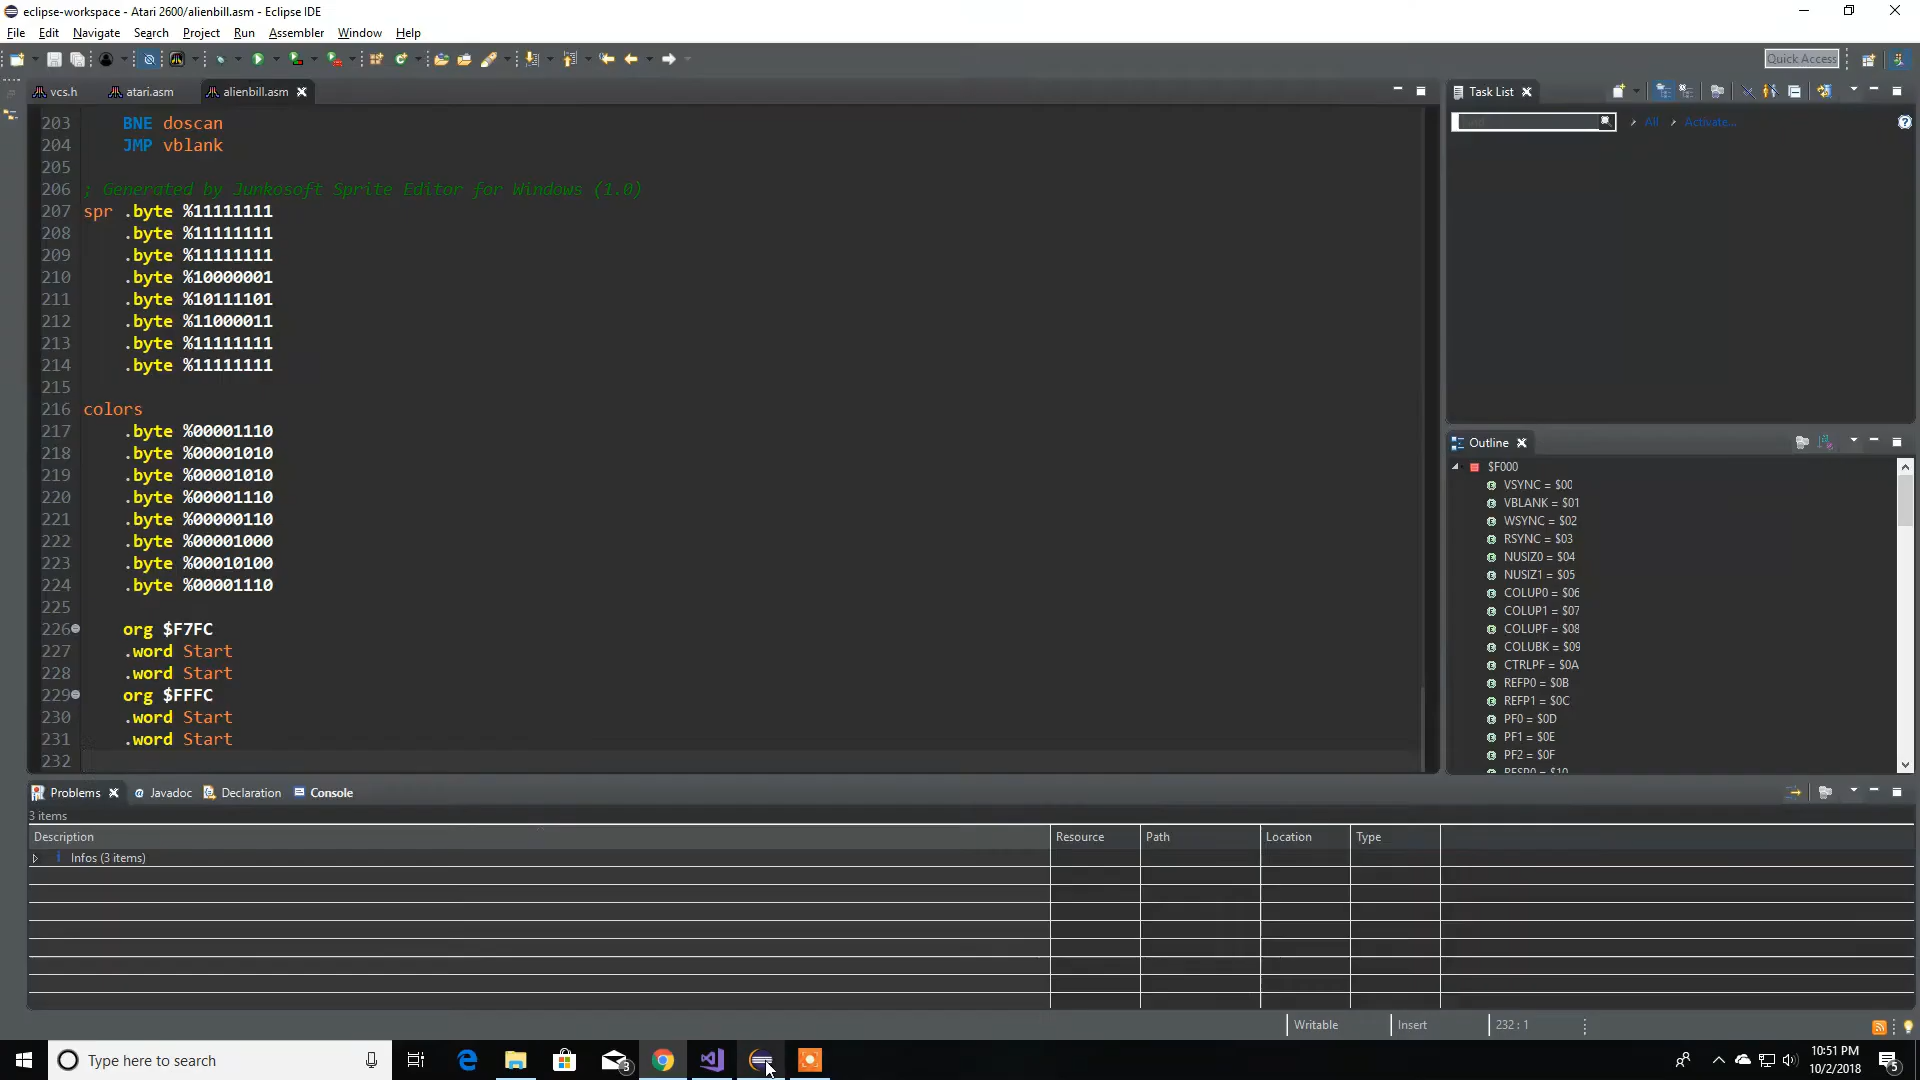 eclipse-workspace - Atari 2600/alienbill.asm - Eclipse IDE
File Edit Navigate Search Project Run Assembler Window Help
Quick Access
vcs.h atari.asm alienbill.asm
203 BNE doscan
204 JMP vblank
205
206 ; Generated by Junkosoft Sprite Editor for Windows (1.0)
207 spr .byte %11111111
208 .byte %11111111
209 .byte %11111111
210 .byte %10000001
211 .byte %10111101
212 .byte %11000011
213 .byte %11111111
214 .byte %11111111
215
216 colors
217 .byte %00001110
218 .byte %00001010
219 .byte %00001010
220 .byte %00001110
221 .byte %00000110
222 .byte %00001000
223 .byte %00010100
224 .byte %00001110
225
226 org $F7FC
227 .word Start
228 .word Start
229 org $FFFC
230 .word Start
231 .word Start
232
Task List
All Activate...
Outline
$F000
VSYNC = $00
VBLANK = $01
WSYNC = $02
RSYNC = $03
NUSIZ0 = $04
NUSIZ1 = $05
COLUP0 = $06
COLUP1 = $07
COLUPF = $08
COLUBK = $09
CTRLPF = $0A
REFP0 = $0B
REFP1 = $0C
PF0 = $0D
PF1 = $0E
PF2 = $0F
RESP0 = $10
Problems Javadoc Declaration Console
3 items
Description Resource Path Location Type
Infos (3 items)
Writable Insert 232 : 1
Type here to search
3
10:51 PM
10/2/2018
5